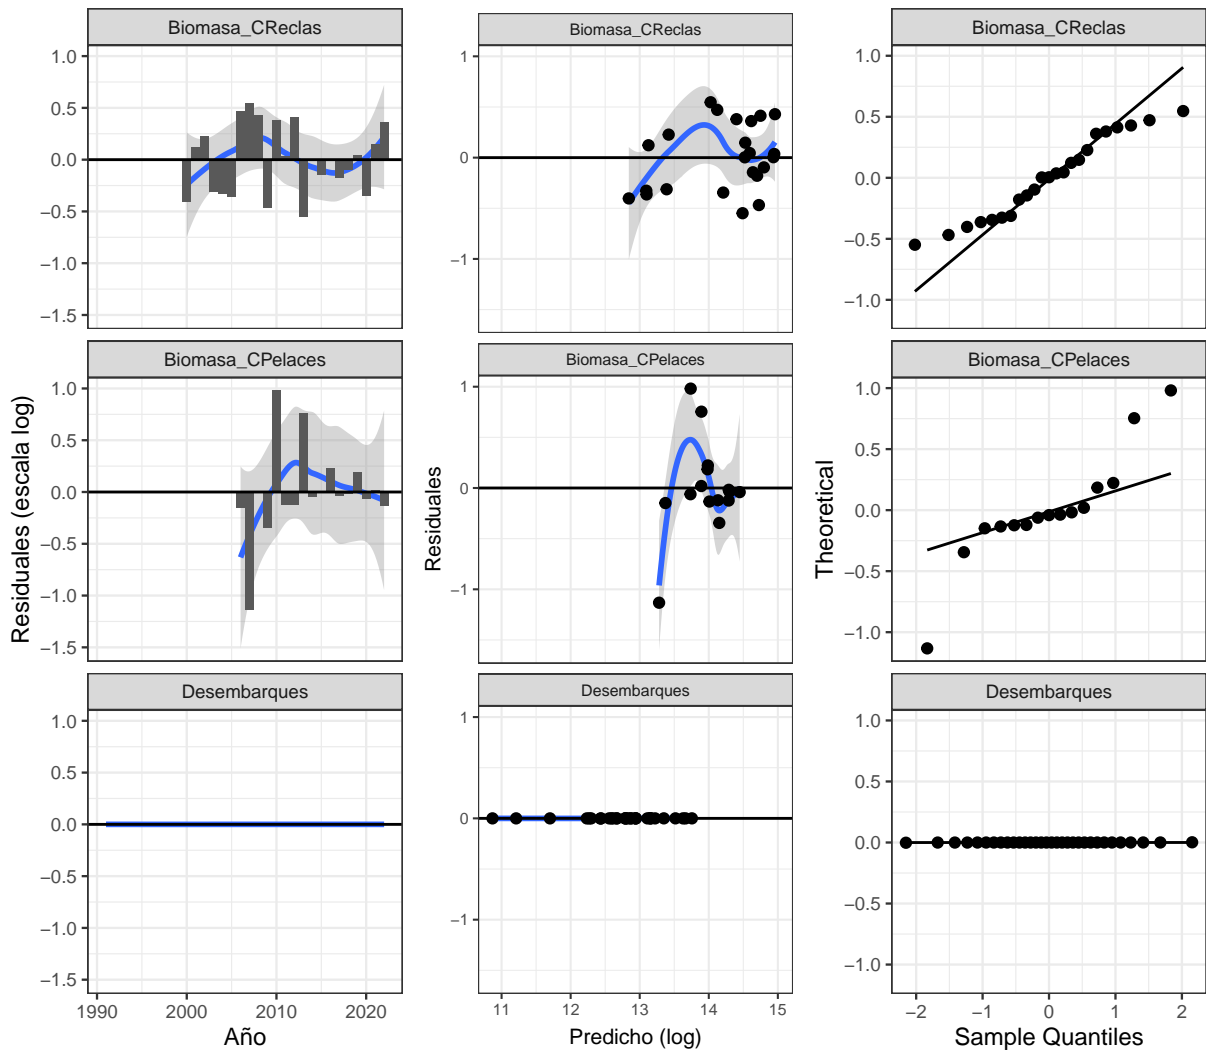 Biomasa_CReclas
Biomasa_CReclas
Biomasa_CReclas
1.0
0.5
0.0
−0.5
−1.0
−1.5
1
0
−1
1.0
0.5
0.0
−0.5
−1.0
Biomasa_CPelaces
Biomasa_CPelaces
Biomasa_CPelaces
Residuales (escala log)
1.0
0.5
0.0
−0.5
−1.0
−1.5
Residuales
1
0
−1
Theoretical
1.0
0.5
0.0
−0.5
−1.0
Desembarques
Desembarques
Desembarques
1.0
0.5
0.0
−0.5
−1.0
−1.5
1
0
−1
1.0
0.5
0.0
−0.5
−1.0
1990 2000 2010 2020
11 12 13 14 15
−2 −1 0 1 2
Año
Predicho (log)
Sample Quantiles